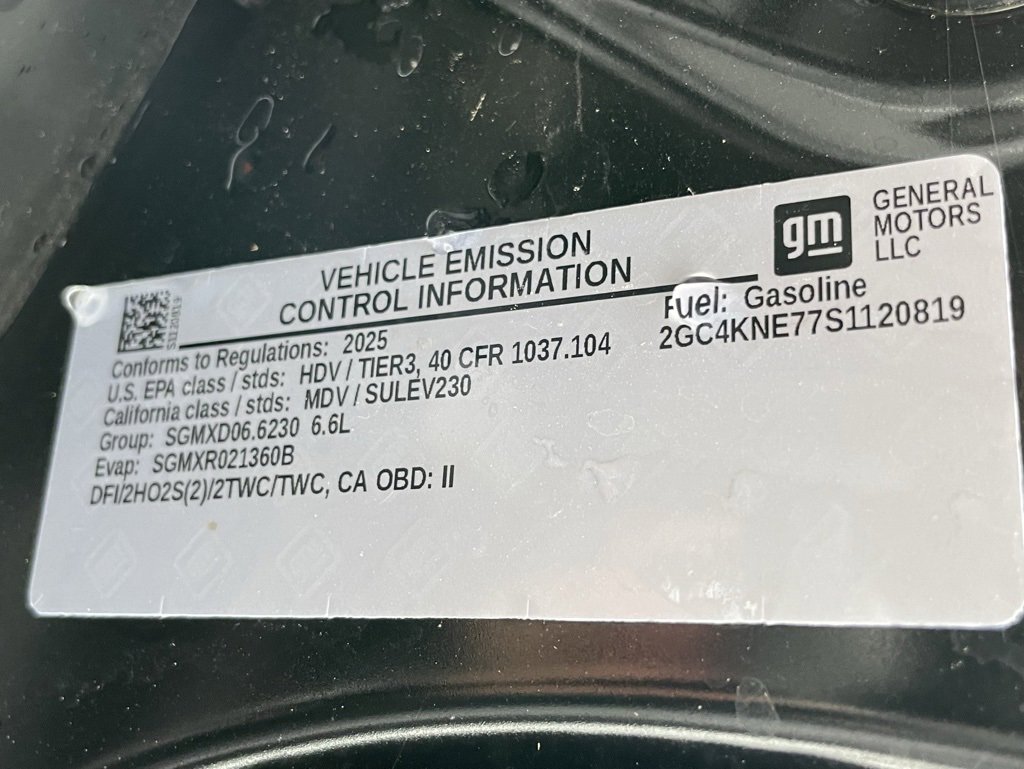 gm
GENERAL
MOTORS
LLC
VEHICLE EMISSION
CONTROL INFORMATION
S1120819
Fuel: Gasoline
2GC4KNE77S1120819
Conforms to Regulations: 2025
U.S. EPA class / stds: HDV / TIER3, 40 CFR 1037.104
California class / stds: MDV / SULEV230
Group: SGMXD06.6230 6.6L
Evap: SGMXR021360B
DFI/2HO2S(2)/2TWC/TWC, CA OBD: II